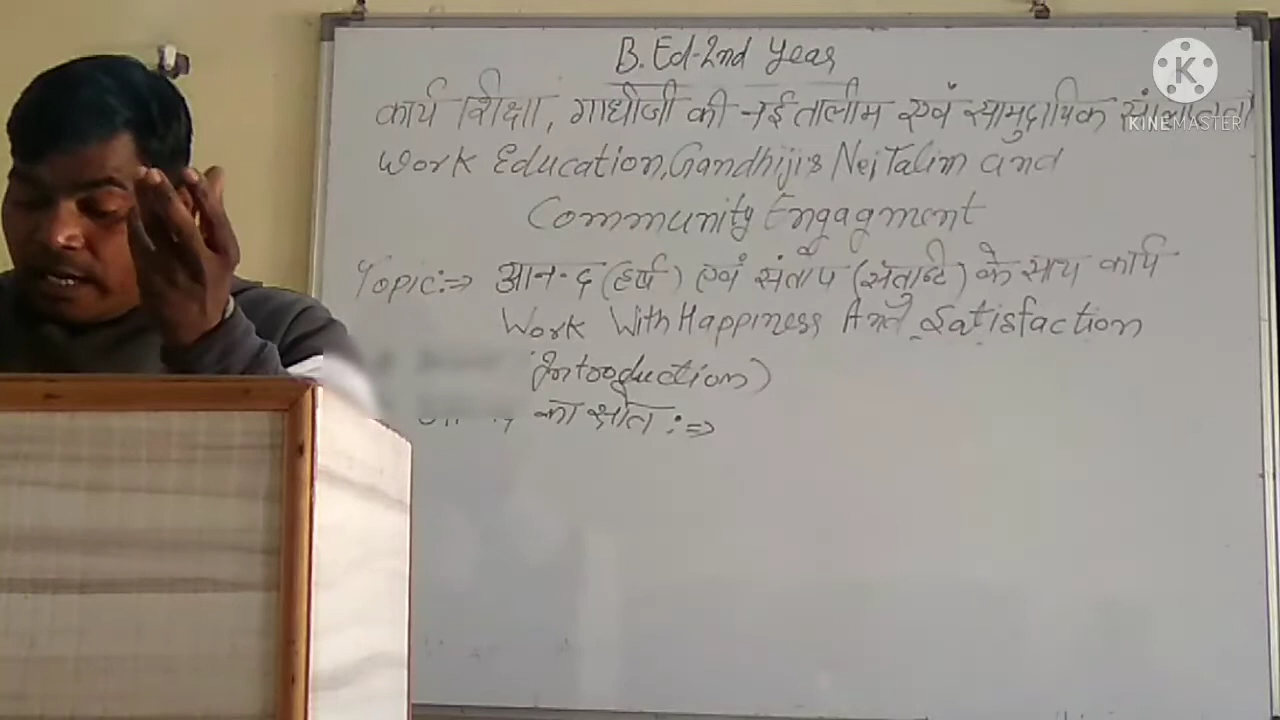 B.Ed-2nd Year
कार्य शिक्षा, गाधीजी की नई तालीम एवं सामुदायिक
KINEMASTER
Work Education, Gandhiji's Nei Talim and
Community Engagment
Topic:⇒ आनन्द (हर्ष) एवं संतोष (संतुष्टि) के साथ कार्य
Work With Happiness And Satisfaction
Introduction)
का स्रोत :⇒